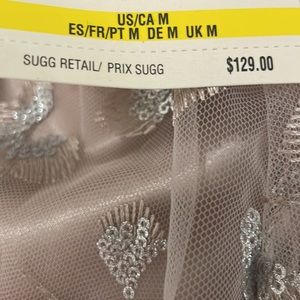 US/CA M
ES/FR/PT M DE M UK M
SUGG RETAIL/ PRIX SUGG $129.00